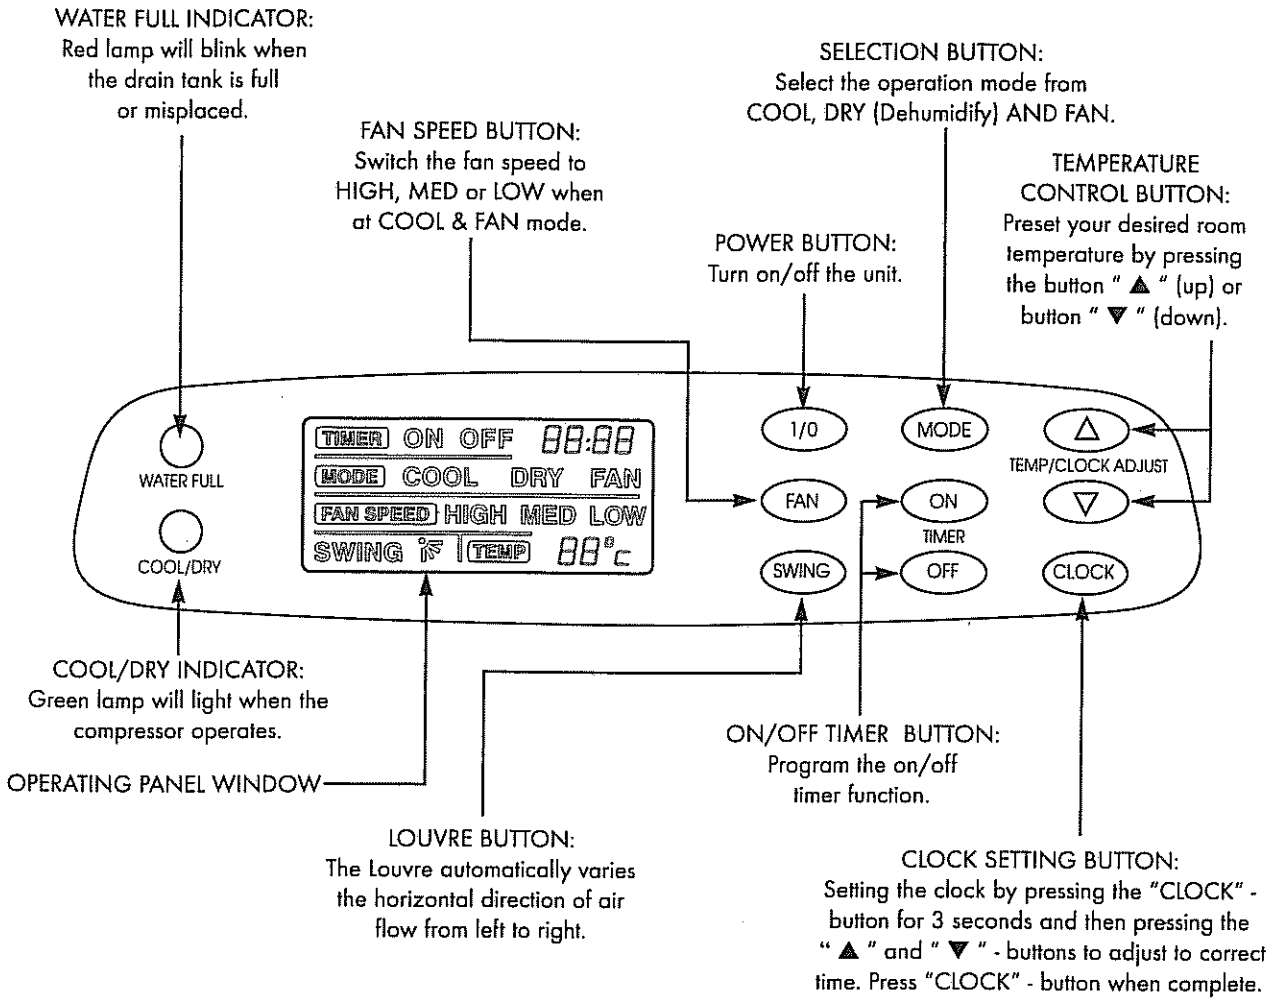 WATER FULL INDICATOR:
Red lamp will blink when
the drain tank is full
or misplaced.
FAN SPEED BUTTON:
Switch the fan speed to
HIGH, MED or LOW when
at COOL & FAN mode.
SELECTION BUTTON:
Select the operation mode from
COOL, DRY (Dehumidify) AND FAN.
POWER BUTTON:
Turn on/off the unit.
TEMPERATURE
CONTROL BUTTON:
Preset your desired room
temperature by pressing
the button " ▲ " (up) or
button " ▼ " (down).
WATER FULL
COOL/DRY
TIMER ON OFF 88:88
MODE COOL DRY FAN
FAN SPEED HIGH MED LOW
SWING TEMP 88°c
1/0
MODE
△
TEMP/CLOCK ADJUST
FAN
ON
▽
TIMER
SWING
OFF
CLOCK
COOL/DRY INDICATOR:
Green lamp will light when the
compressor operates.
OPERATING PANEL WINDOW
LOUVRE BUTTON:
The Louvre automatically varies
the horizontal direction of air
flow from left to right.
ON/OFF TIMER BUTTON:
Program the on/off
timer function.
CLOCK SETTING BUTTON:
Setting the clock by pressing the "CLOCK" -
button for 3 seconds and then pressing the
" ▲ " and " ▼ " - buttons to adjust to correct
time. Press "CLOCK" - button when complete.